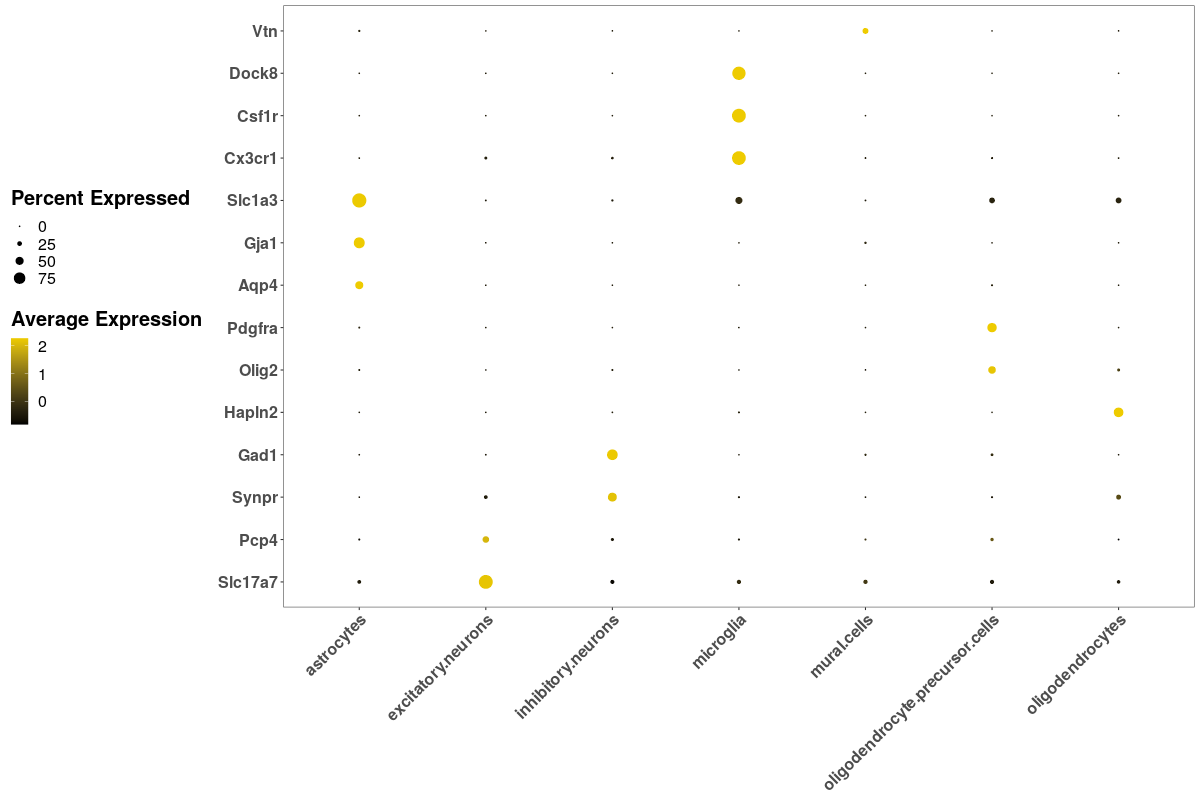 Percent Expressed
0
25
50
75
Average Expression
2
1
0
Vtn
Dock8
Csf1r
Cx3cr1
Slc1a3
Gja1
Aqp4
Pdgfra
Olig2
Hapln2
Gad1
Synpr
Pcp4
Slc17a7
astrocytes
excitatory.neurons
inhibitory.neurons
microglia
mural.cells
oligodendrocyte.precursor.cells
oligodendrocytes